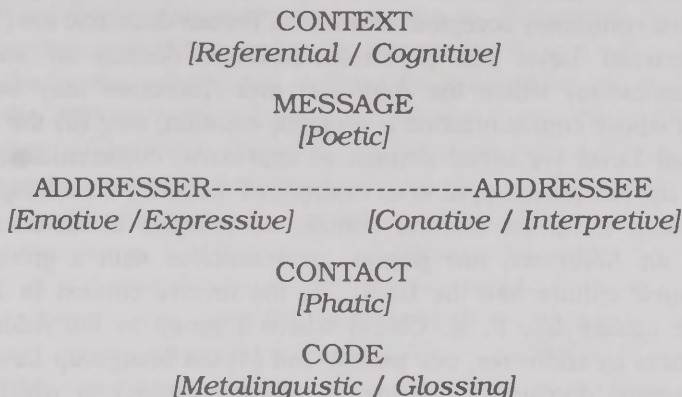 CONTEXT
[Referential / Cognitive]
MESSAGE
[Poetic]
ADDRESSER--------------------------ADDRESSEE
[Emotive /Expressive] [Conative / Interpretive]
CONTACT
[Phatic]
CODE
[Metalinguistic / Glossing]